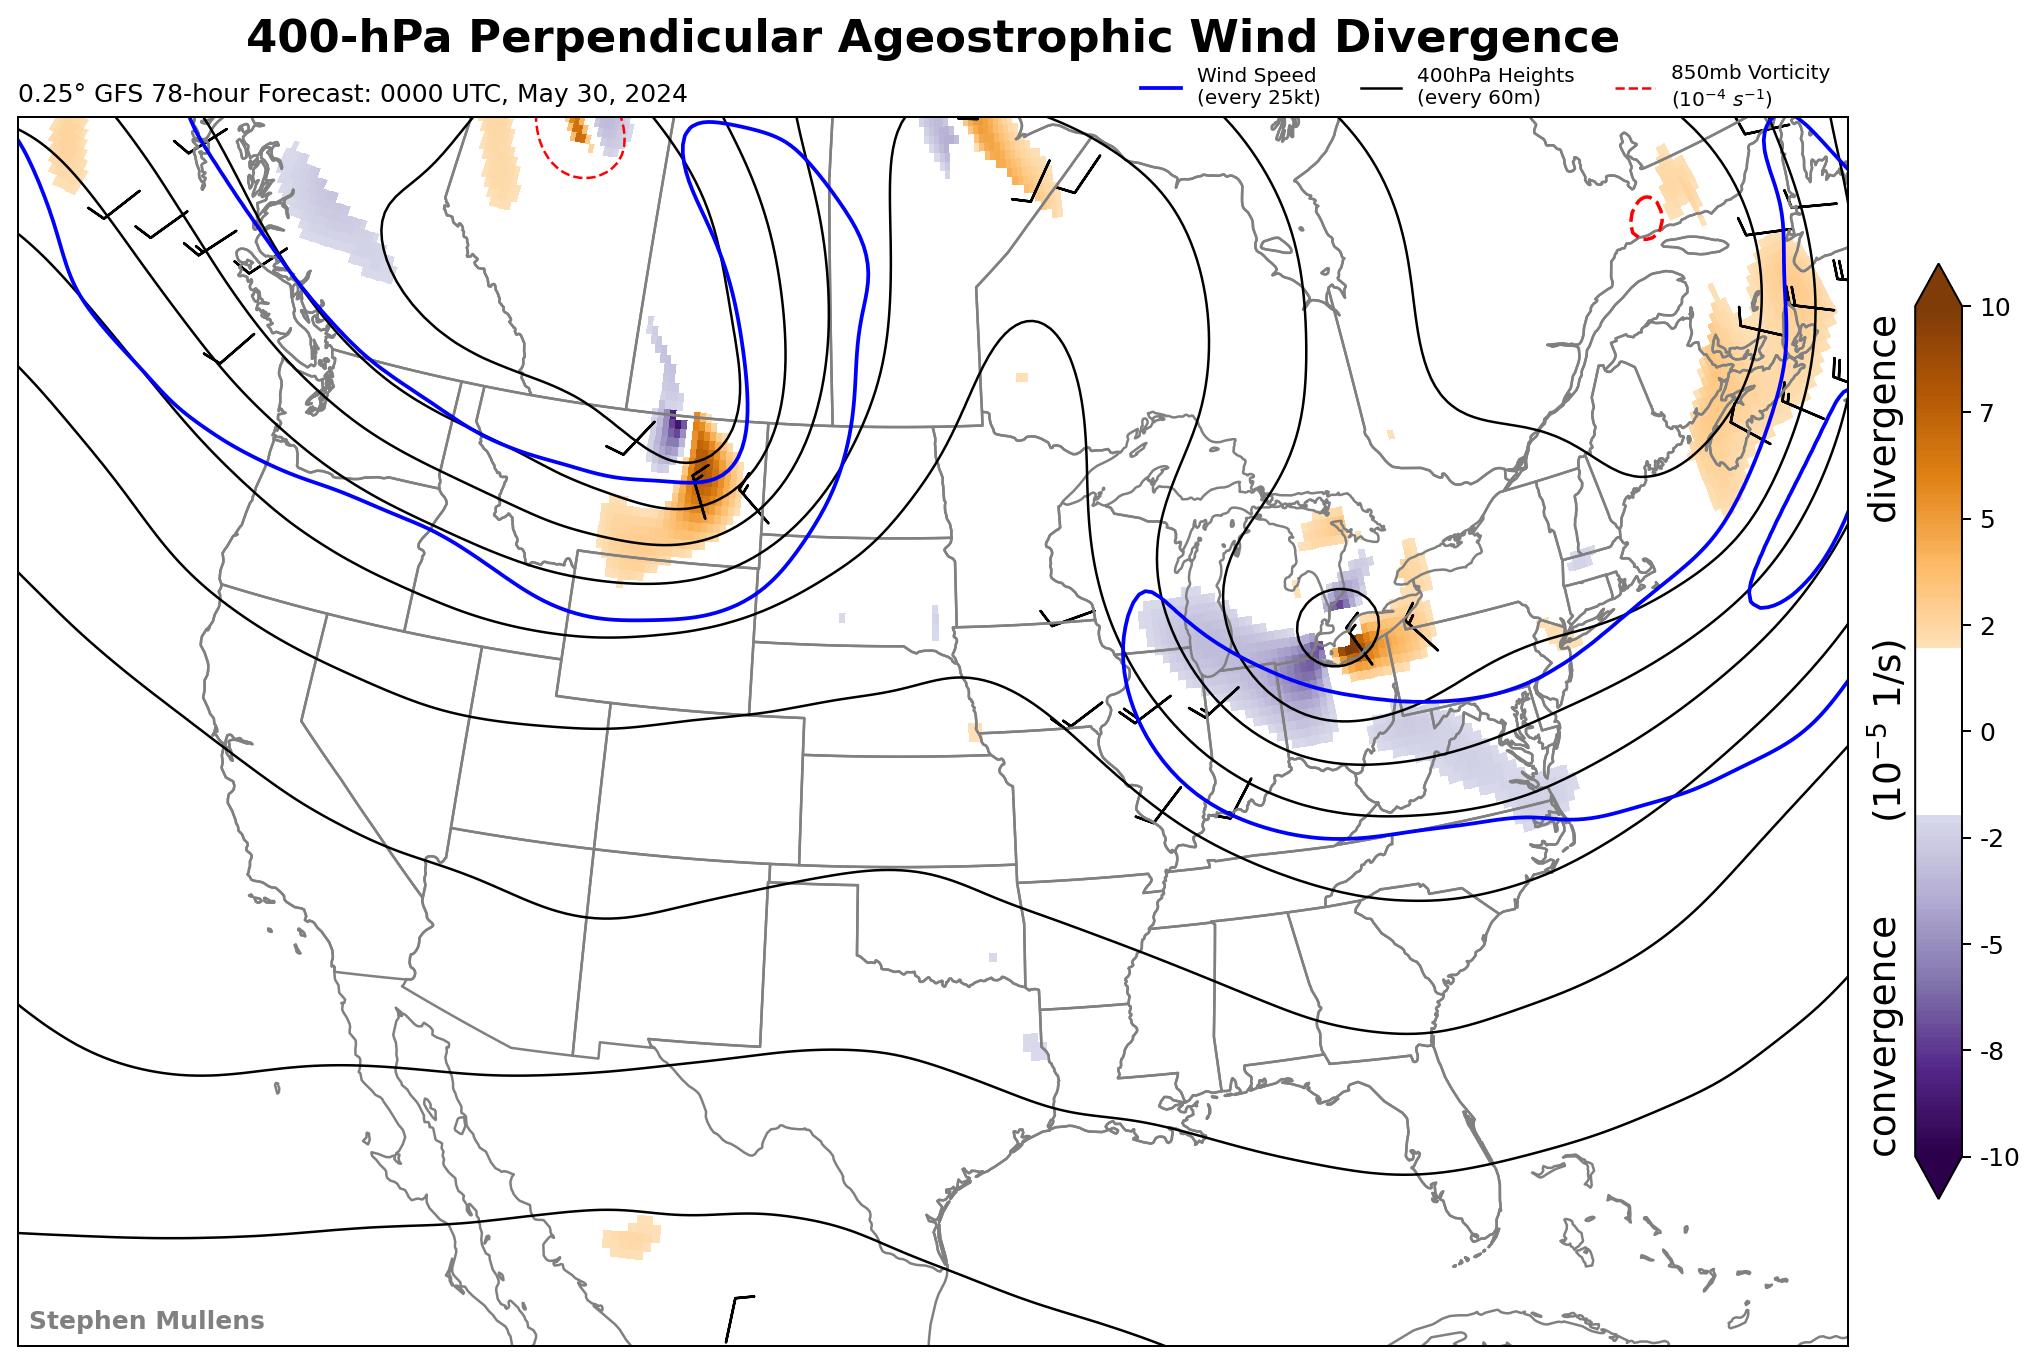 400-hPa Perpendicular Ageostrophic Wind Divergence
0.25° GFS 78-hour Forecast: 0000 UTC, May 30, 2024
Wind Speed
(every 25kt)
400hPa Heights
(every 60m)
850mb Vorticity
(10⁻⁴ s⁻¹)
10
7
5
2
0
-2
-5
-8
-10
convergence (10⁻⁵ 1/s) divergence
Stephen Mullens